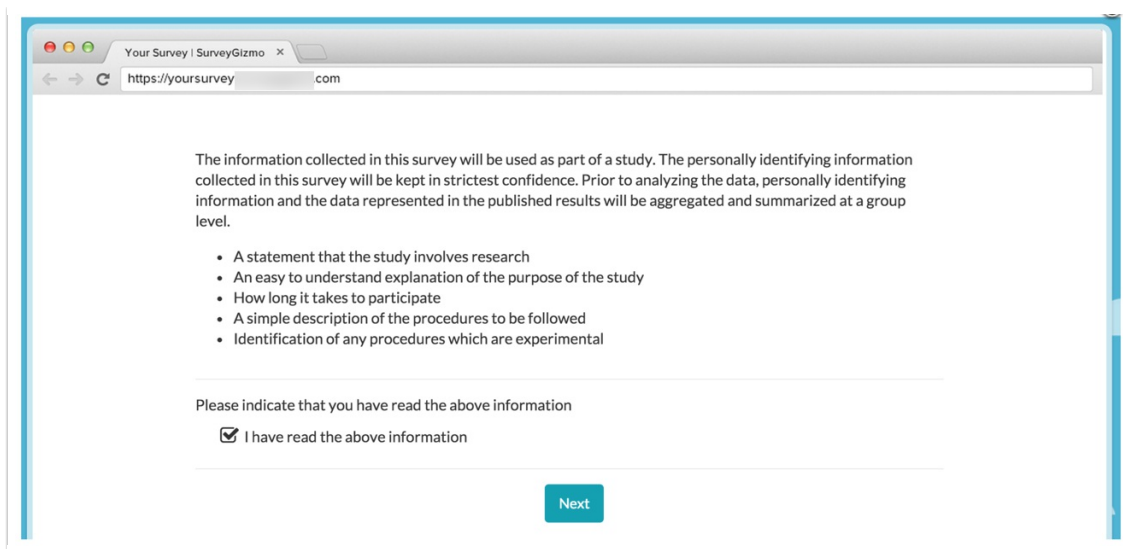 Your Survey | SurveyGizmo ×
https://yoursurvey .com
The information collected in this survey will be used as part of a study. The personally identifying information
collected in this survey will be kept in strictest confidence. Prior to analyzing the data, personally identifying
information and the data represented in the published results will be aggregated and summarized at a group
level.
• A statement that the study involves research
• An easy to understand explanation of the purpose of the study
• How long it takes to participate
• A simple description of the procedures to be followed
• Identification of any procedures which are experimental
Please indicate that you have read the above information
I have read the above information
Next